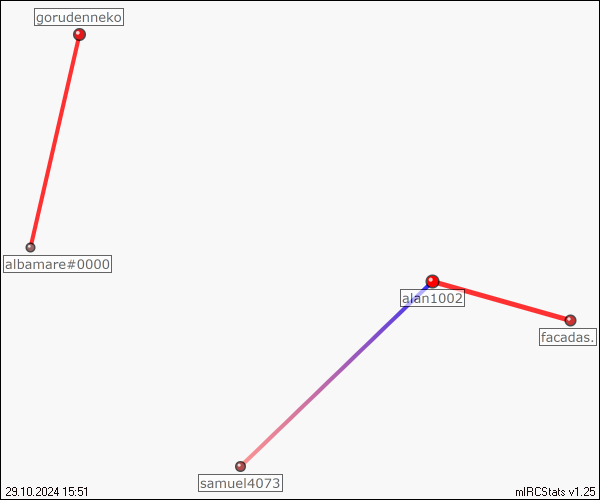 gorudenneko
albamare#0000
alan1002
facadas.
samuel4073
29.10.2024 15:51
mIRCStats v1.25